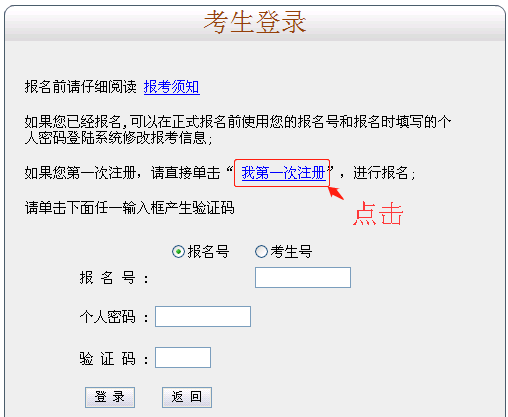 考生登录
报名前请仔细阅读 报考须知
如果您已经报名,可以在正式报名前使用您的报名号和报名时填写的个
人密码登陆系统修改报考信息;
如果您第一次注册，请直接单击“ 我第一次注册”，进行报名;
点击
请单击下面任一输入框产生验证码
报名号 考生号
报 名 号 :
个人密码 :
验 证 码 :
登 录 返 回